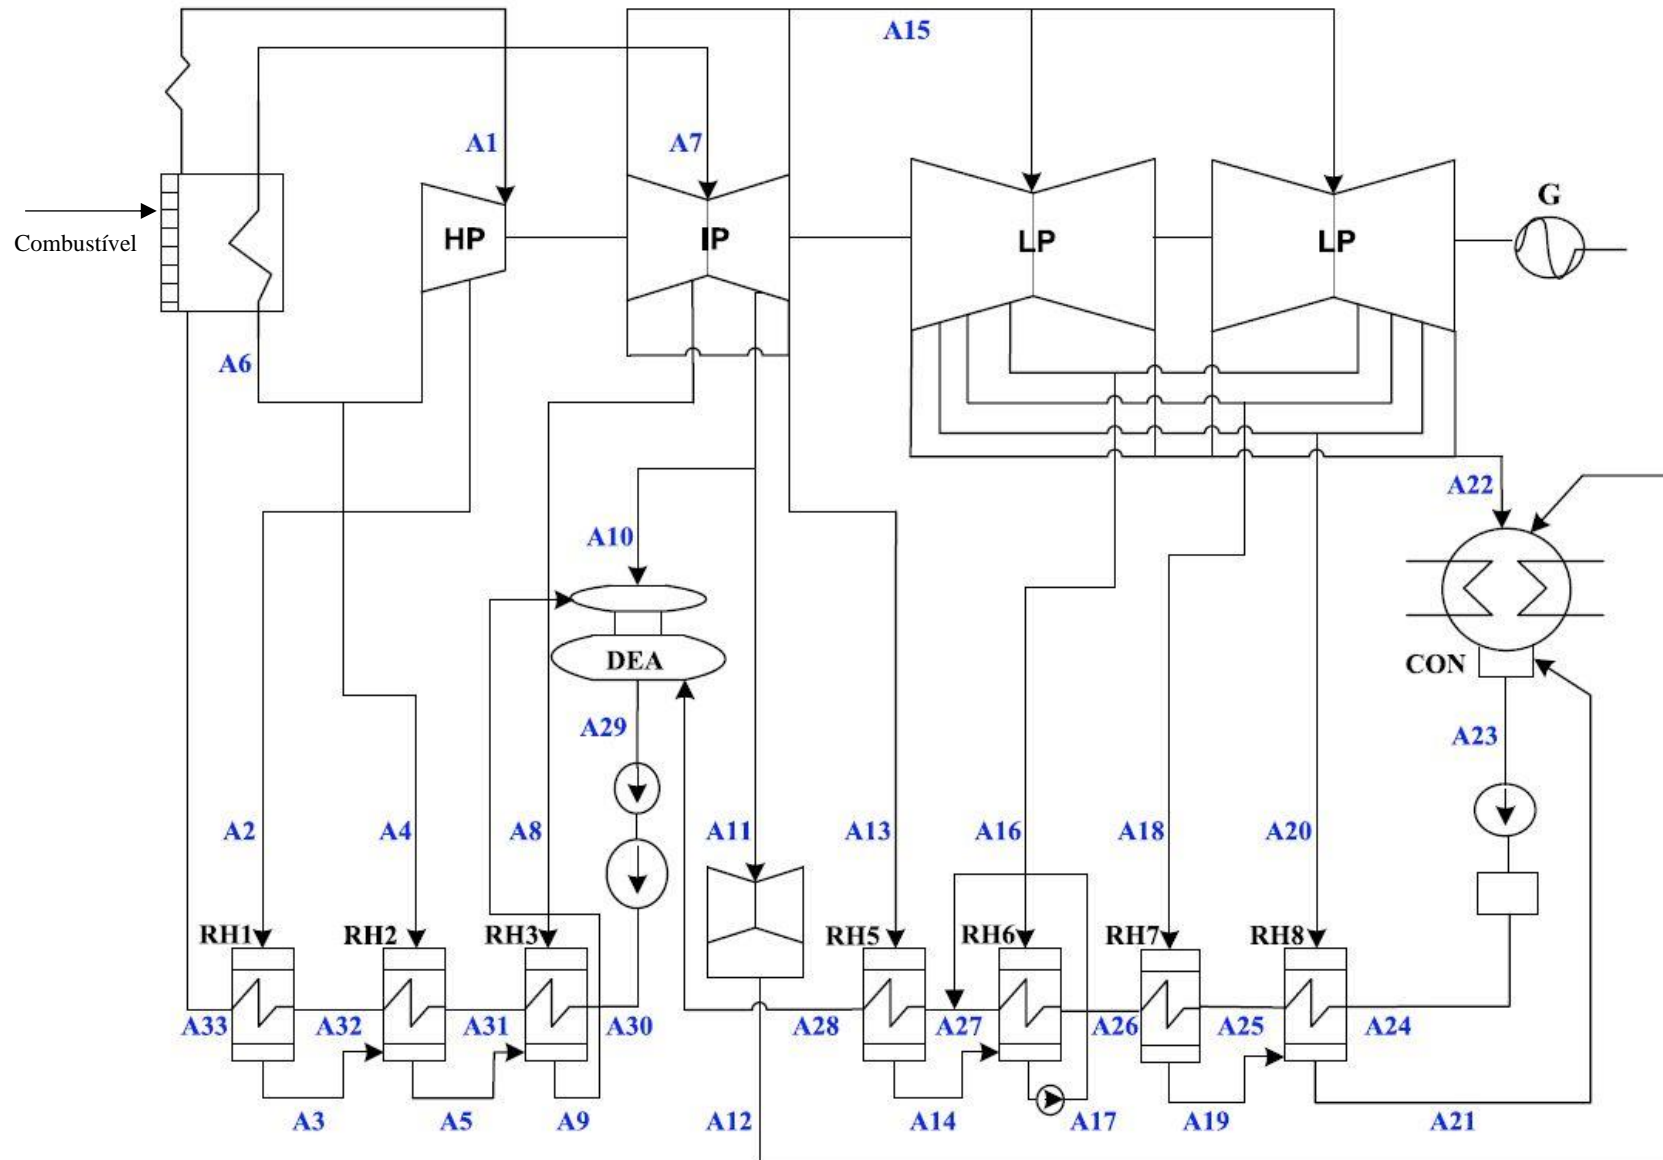 A15
A1
A7
G
HP
IP
LP
LP
Combustível
A6
A22
A10
DEA
CON
A29
A23
A2
A4
A8
A11
A13
A16
A18
A20
RH1
RH2
RH3
RH5
RH6
RH7
RH8
A33
A32
A31
A30
A28
A27
A26
A25
A24
A3
A5
A9
A12
A14
A17
A19
A21